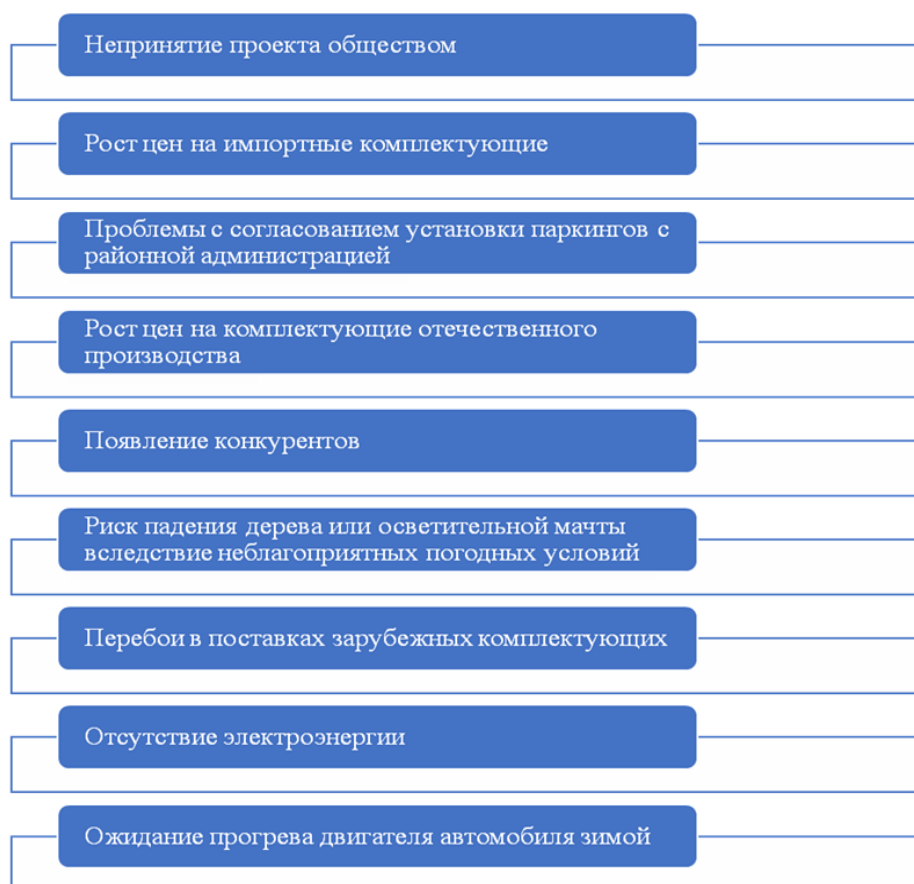 Непринятие проекта обществом
Рост цен на импортные комплектующие
Проблемы с согласованием установки паркингов с
районной администрацией
Рост цен на комплектующие отечественного
производства
Появление конкурентов
Риск падения дерева или осветительной мачты
вследствие неблагоприятных погодных условий
Перебои в поставках зарубежных комплектующих
Отсутствие электроэнергии
Ожидание прогрева двигателя автомобиля зимой